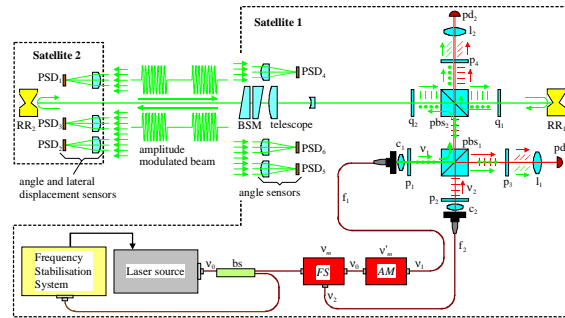 Satellite 1
Satellite 2
PSD1
PSD3
PSD2
RR2
PSD4
BSM
telescope
PSD6
PSD5
amplitude
modulated beam
angle and lateral
displacement sensors
angle sensors
pd2
l2
p4
q2
pbs2
q1
RR1
pbs1
c1
ν1
p1
p3
l1
pd
p2
ν2
c2
f1
f2
Frequency
Stabilisation
System
Laser source
ν0
bs
νm
FS
ν0
ν'm
AM
ν1
ν2